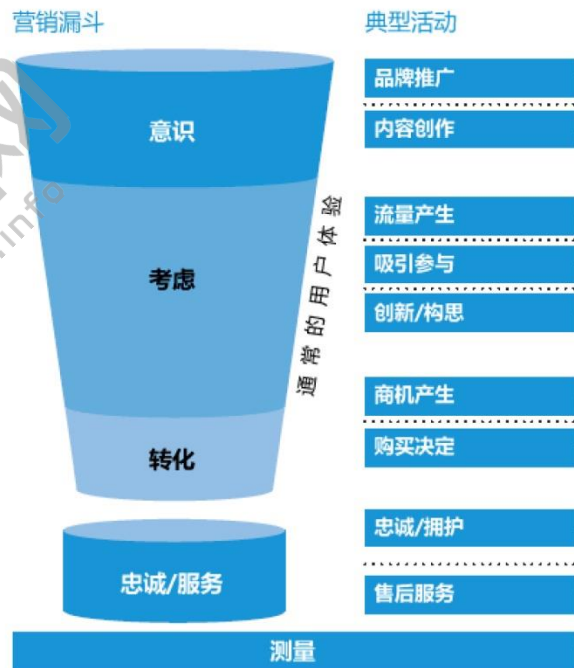 营销漏斗
典型活动
意识
考虑
转化
忠诚/服务
通常的用户体验
品牌推广
内容创作
流量产生
吸引参与
创新/构思
商机产生
购买决定
忠诚/拥护
售后服务
测量